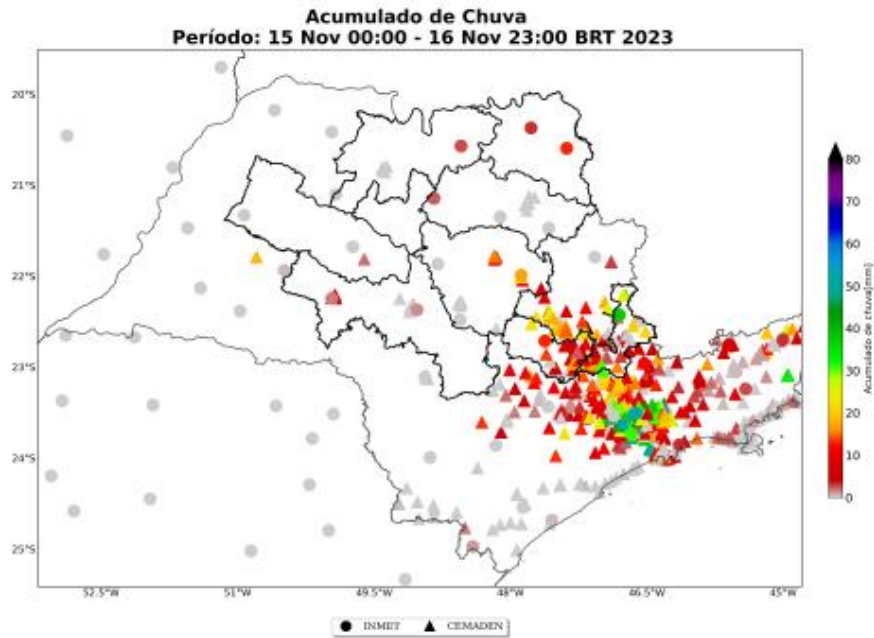 Acumulado de Chuva
Período: 15 Nov 00:00 - 16 Nov 23:00 BRT 2023
20°S
21°S
22°S
23°S
24°S
25°S
52.5°W 51°W 49.5°W 48°W 46.5°W 45°W
80
70
60
50
40
30
20
10
0
Acumulado de chuva(mm)
INMET CEMADEN